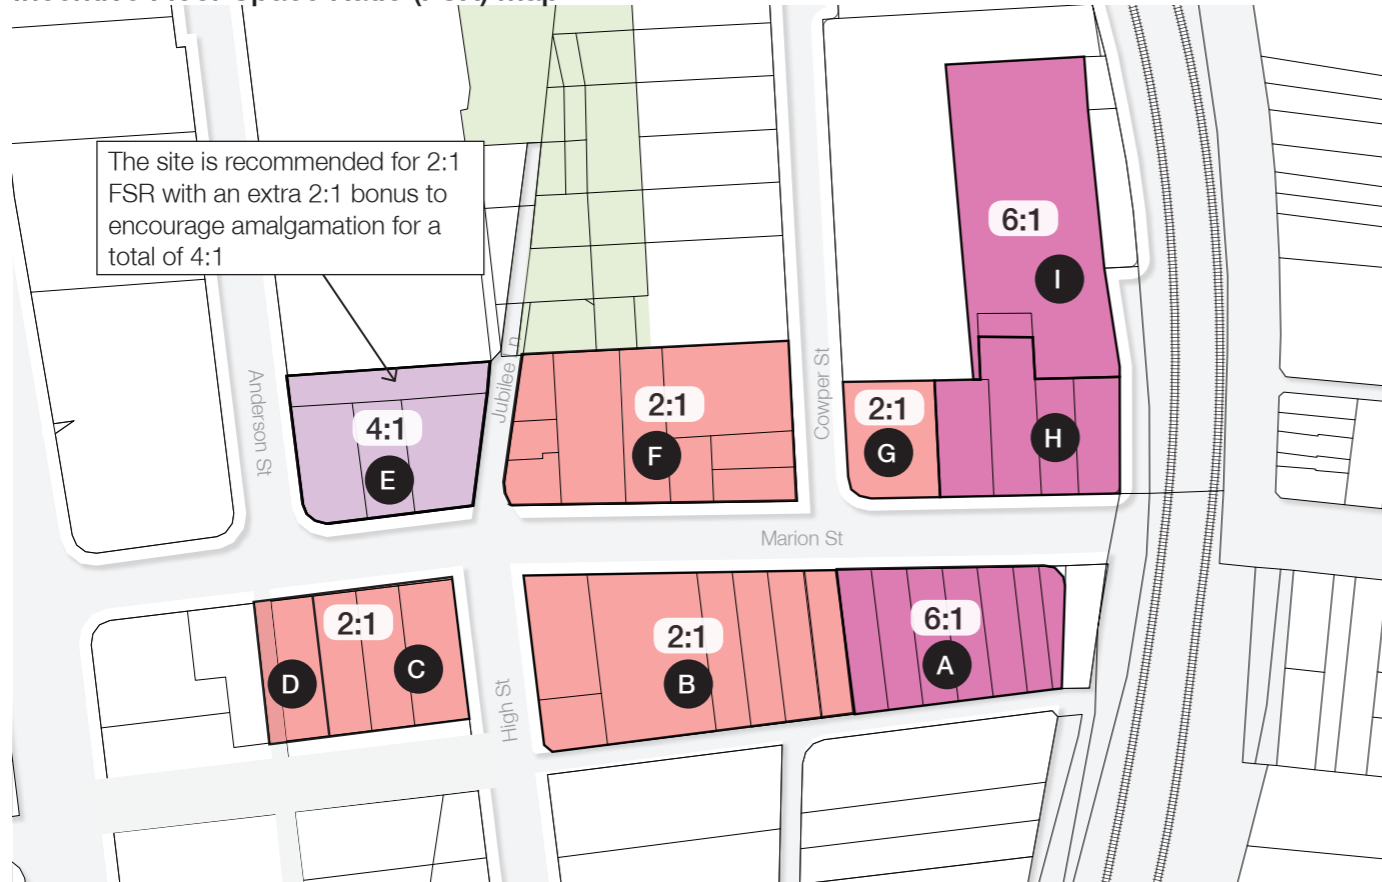 The site is recommended for 2:1
FSR with an extra 2:1 bonus to
encourage amalgamation for a
total of 4:1
6:1
I
Anderson St
Cowper St
4:1
E
2:1
F
2:1
G
H
Marion St
2:1
D
C
High St
2:1
B
6:1
A
Jubilee